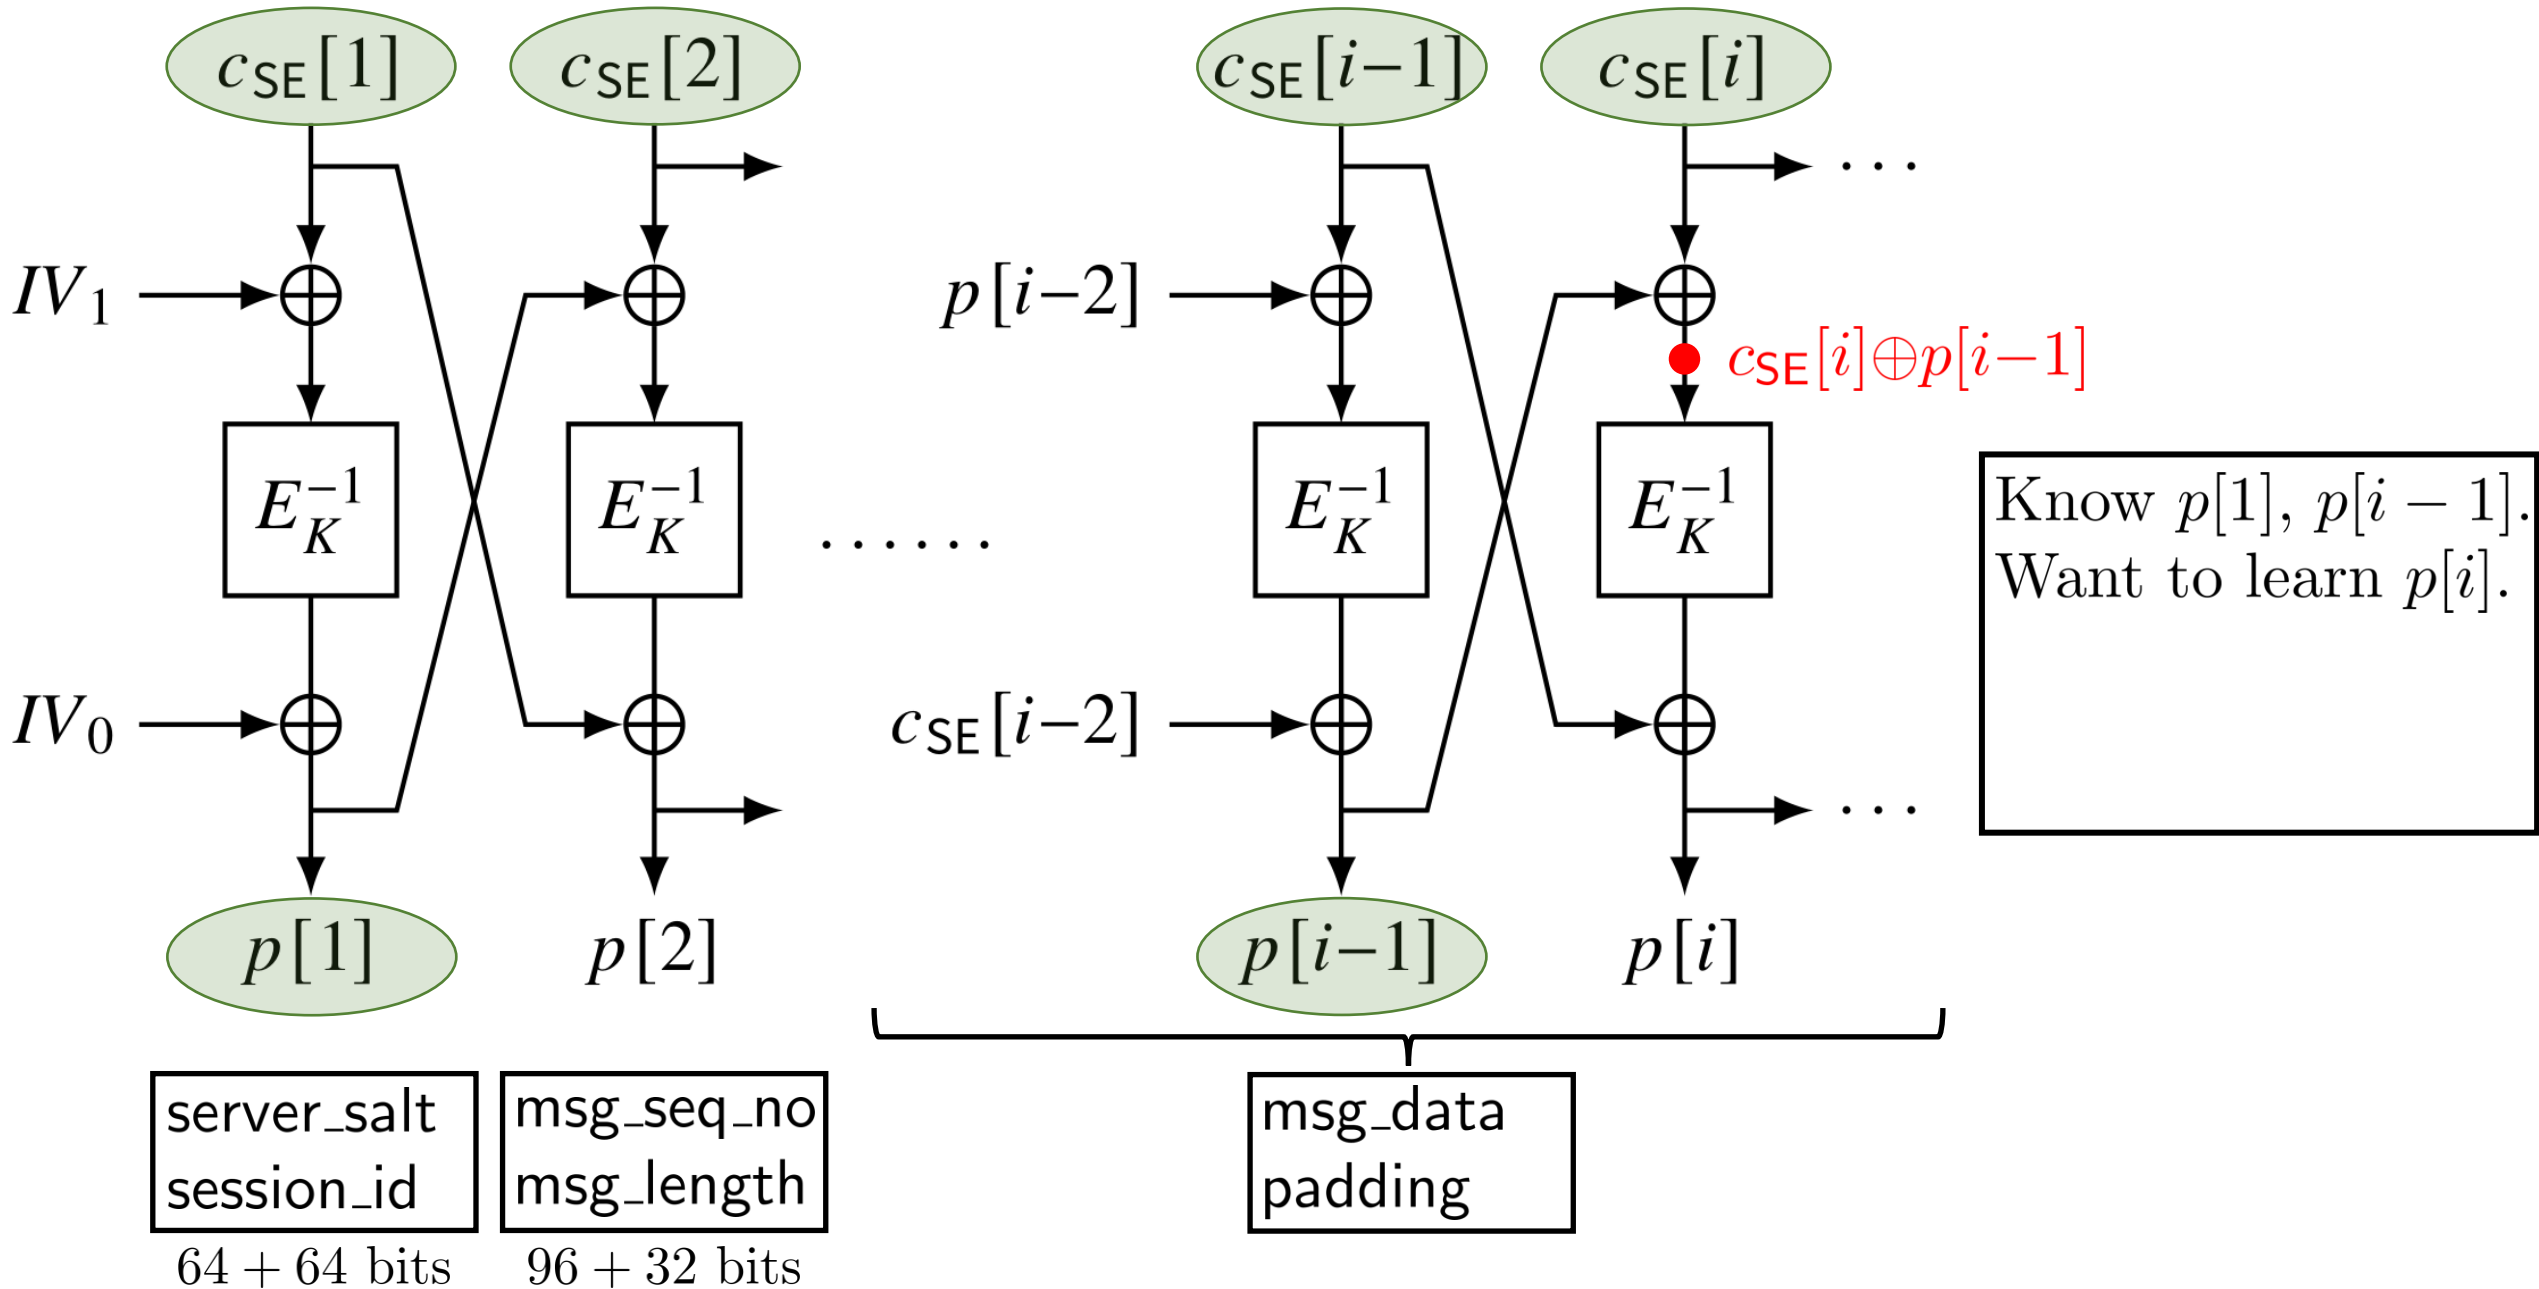 c_SE[1] c_SE[2] c_SE[i−1] c_SE[i]
· · ·
IV_1 p[i−2]
c_SE[i]⊕p[i−1]
E_K^{−1} E_K^{−1} · · · · · · E_K^{−1} E_K^{−1}
Know p[1], p[i − 1].
Want to learn p[i].
IV_0 c_SE[i−2]
· · ·
p[1] p[2] p[i−1] p[i]
server_salt
session_id
64 + 64 bits
msg_seq_no
msg_length
96 + 32 bits
msg_data
padding